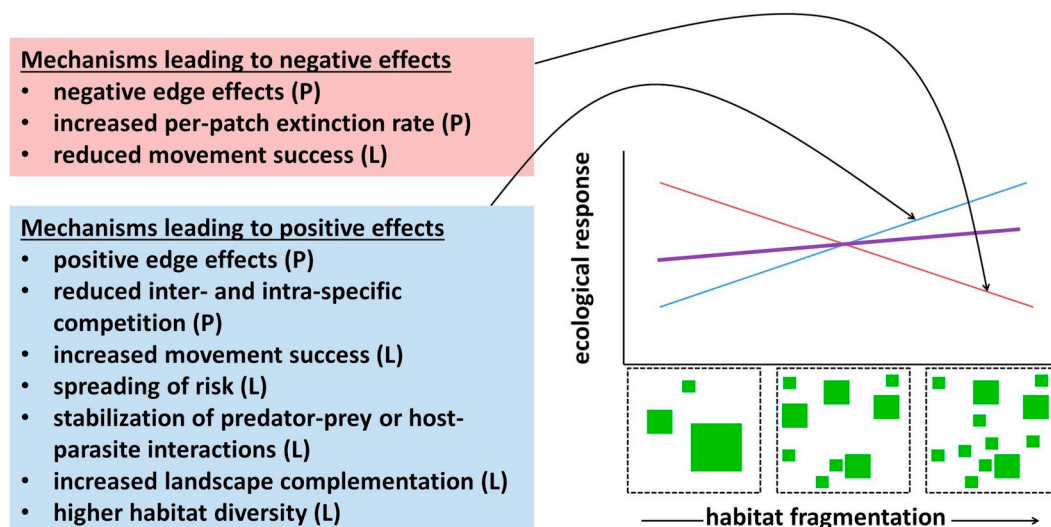 Mechanisms leading to negative effects
• negative edge effects (P)
• increased per-patch extinction rate (P)
• reduced movement success (L)
Mechanisms leading to positive effects
• positive edge effects (P)
• reduced inter- and intra-specific
competition (P)
• increased movement success (L)
• spreading of risk (L)
• stabilization of predator-prey or host-
parasite interactions (L)
• increased landscape complementation (L)
• higher habitat diversity (L)
ecological response
habitat fragmentation